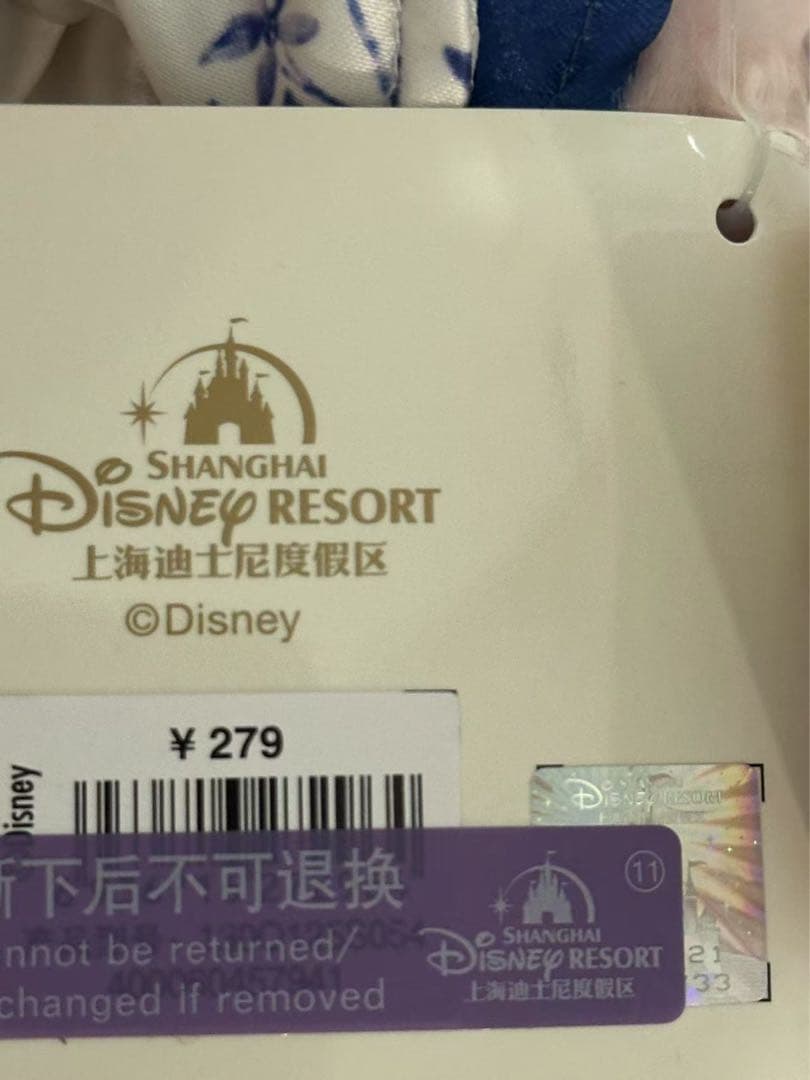 SHANGHAI
Disney RESORT
上海迪士尼度假区
©Disney
¥ 279
Disney
Disney RESORT
下后不可退换
11
nnot be returned/
changed if removed
SHANGHAI
Disney RESORT
上海迪士尼度假区
21
33